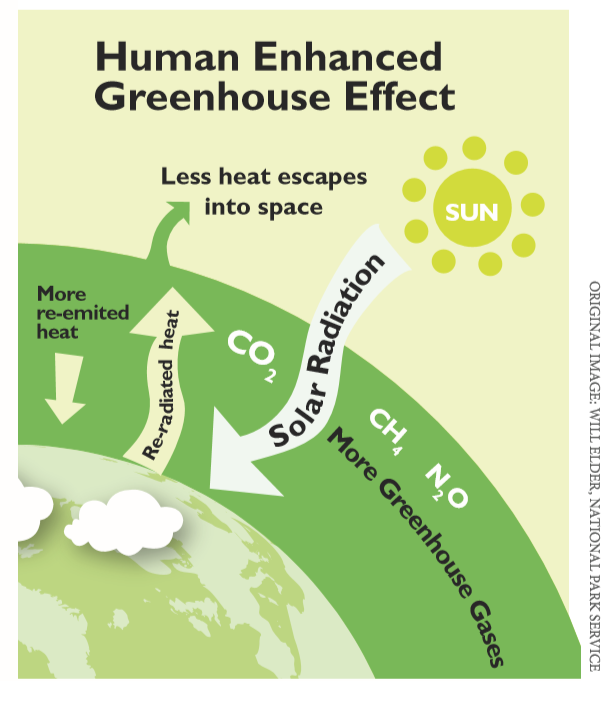 Human Enhanced
Greenhouse Effect
Less heat escapes
into space
SUN
More
re-emited
heat
Re-radiated heat
CO2
Solar Radiation
CH4
N2O
More Greenhouse Gases
ORIGINAL IMAGE: WILL ELDER, NATIONAL PARK SERVICE